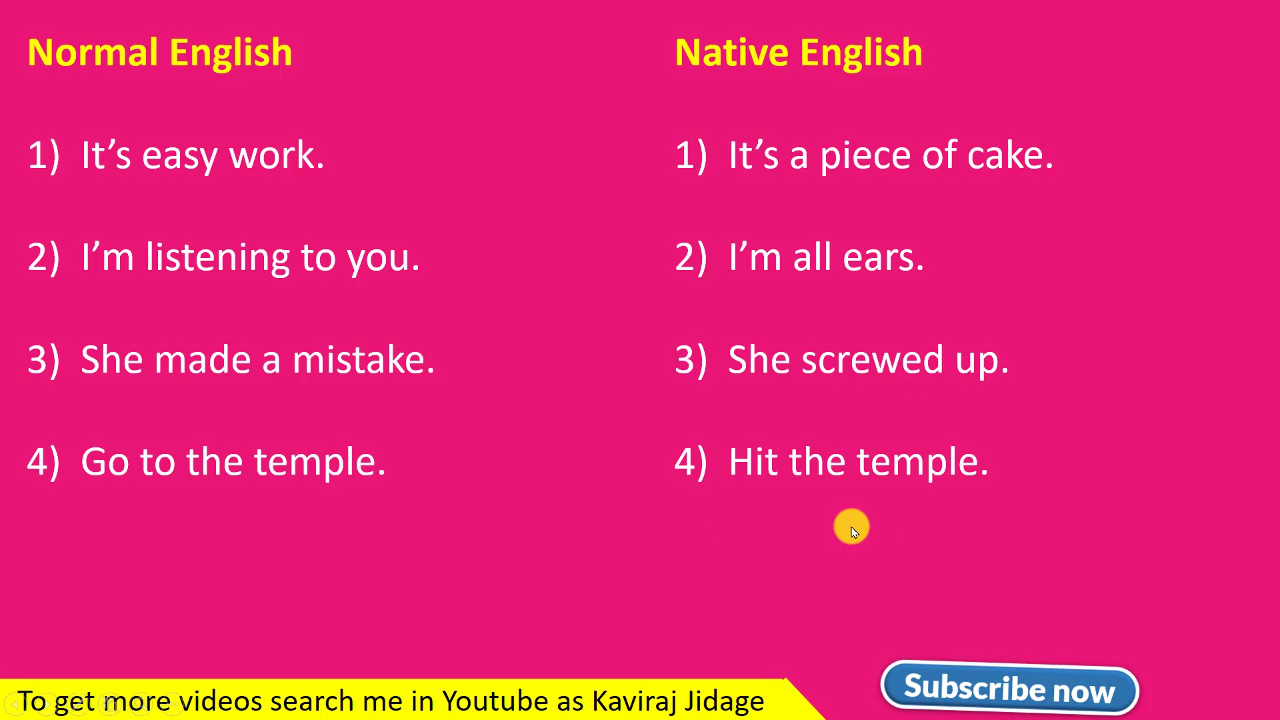 Normal English
1) It’s easy work.
2) I’m listening to you.
3) She made a mistake.
4) Go to the temple.
Native English
1) It’s a piece of cake.
2) I’m all ears.
3) She screwed up.
4) Hit the temple.
To get more videos search me in Youtube as Kaviraj Jidage
Subscribe now